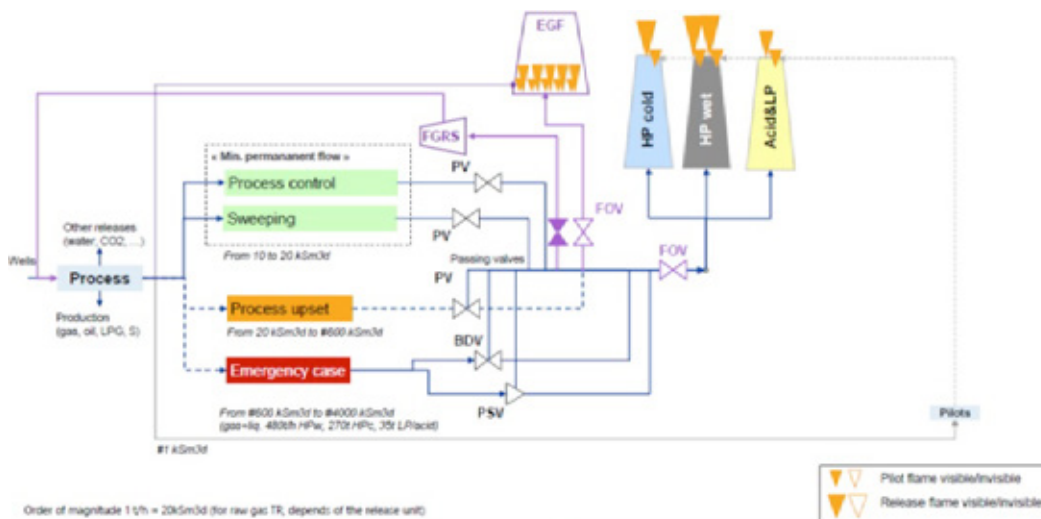 EGF
HP cold
HP wet
Acid&LP
FGRS
« Min. permananent flow »
PV
Process control
FOV
Sweeping
PV
Other releases
(water, CO2, ...)
From 10 to 20 kSm3d
Passing valves
FOV
Wells
Process
PV
Production
(gas, oil, LPG, S)
Process upset
From 20 kSm3d to #600 kSm3d
BDV
Emergency case
PSV
From #600 kSm3d to #4000 kSm3d
(gas+liq. 480t/h HPw, 270t HPc, 35t LP/acid)
Pilots
#1 kSm3d
Pilot flame visible/invisible
Release flame visible/invisible
Order of magnitude 1 t/h = 20kSm3d (for raw gas TR, depends of the release unit)